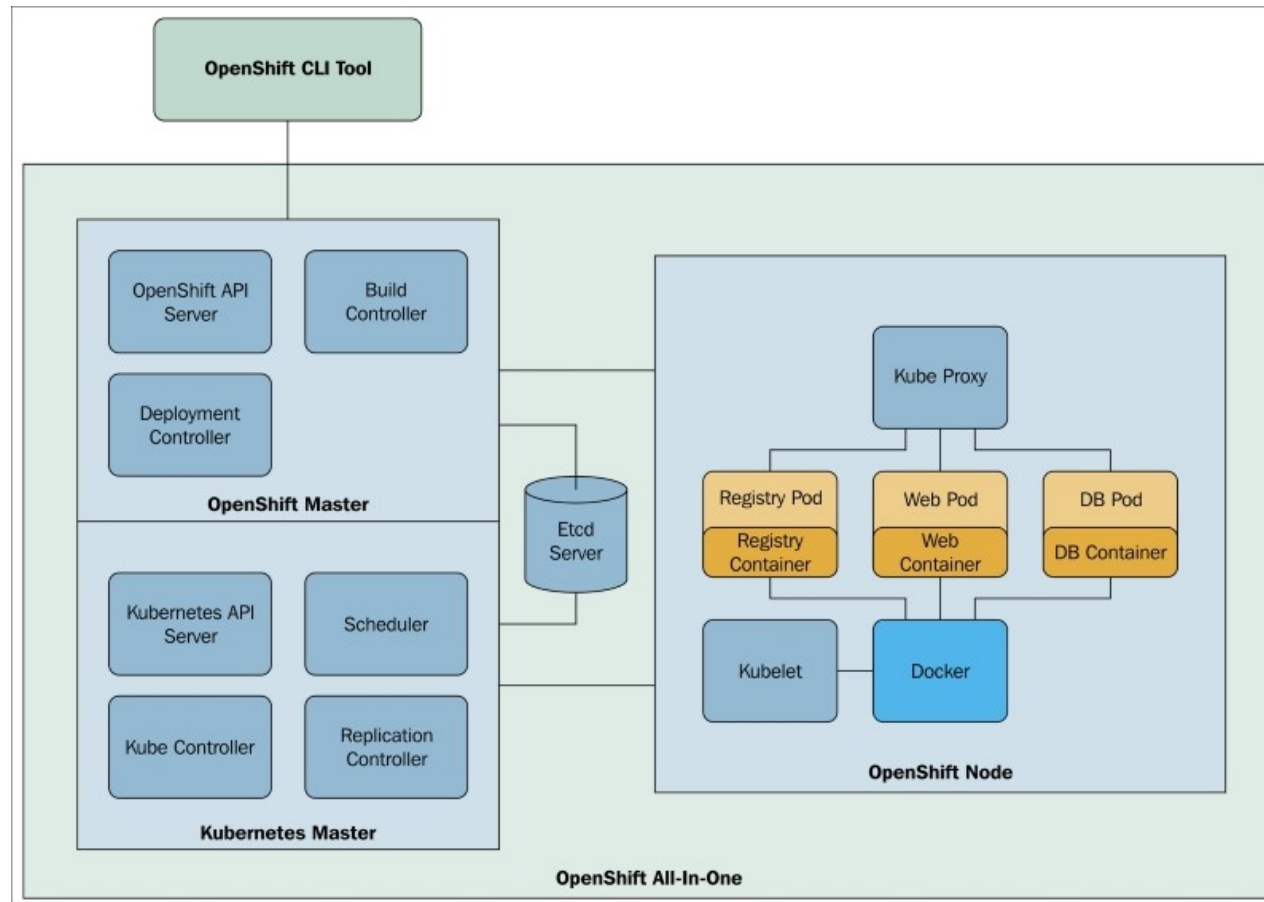 OpenShift CLI Tool
OpenShift API
Server
Build
Controller
Deployment
Controller
OpenShift Master
Kubernetes API
Server
Scheduler
Kube Controller
Replication
Controller
Kubernetes Master
Etcd
Server
Kube Proxy
Registry Pod
Registry
Container
Web Pod
Web
Container
DB Pod
DB Container
Kubelet
Docker
OpenShift Node
OpenShift All-In-One